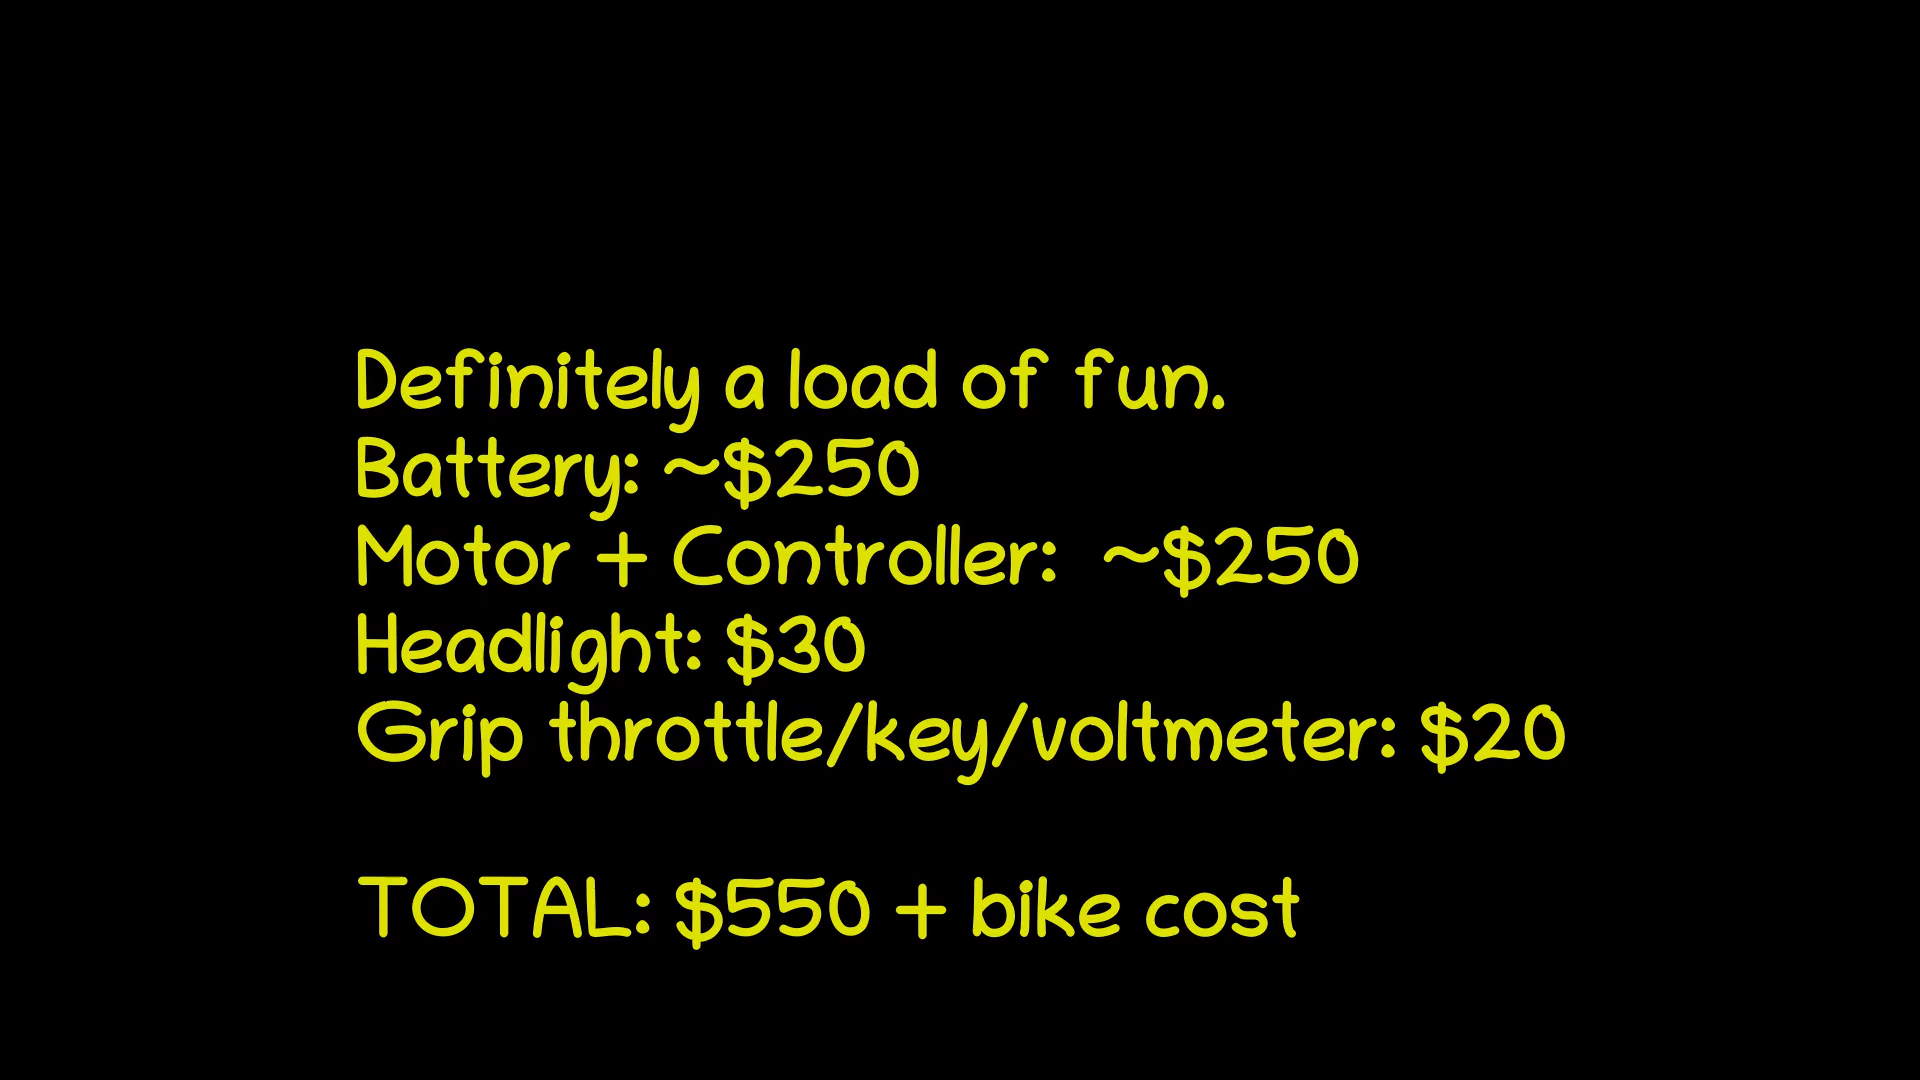 Definitely a load of fun.
Battery: ~$250
Motor + Controller:  ~$250
Headlight: $30
Grip throttle/key/voltmeter: $20
TOTAL: $550 + bike cost